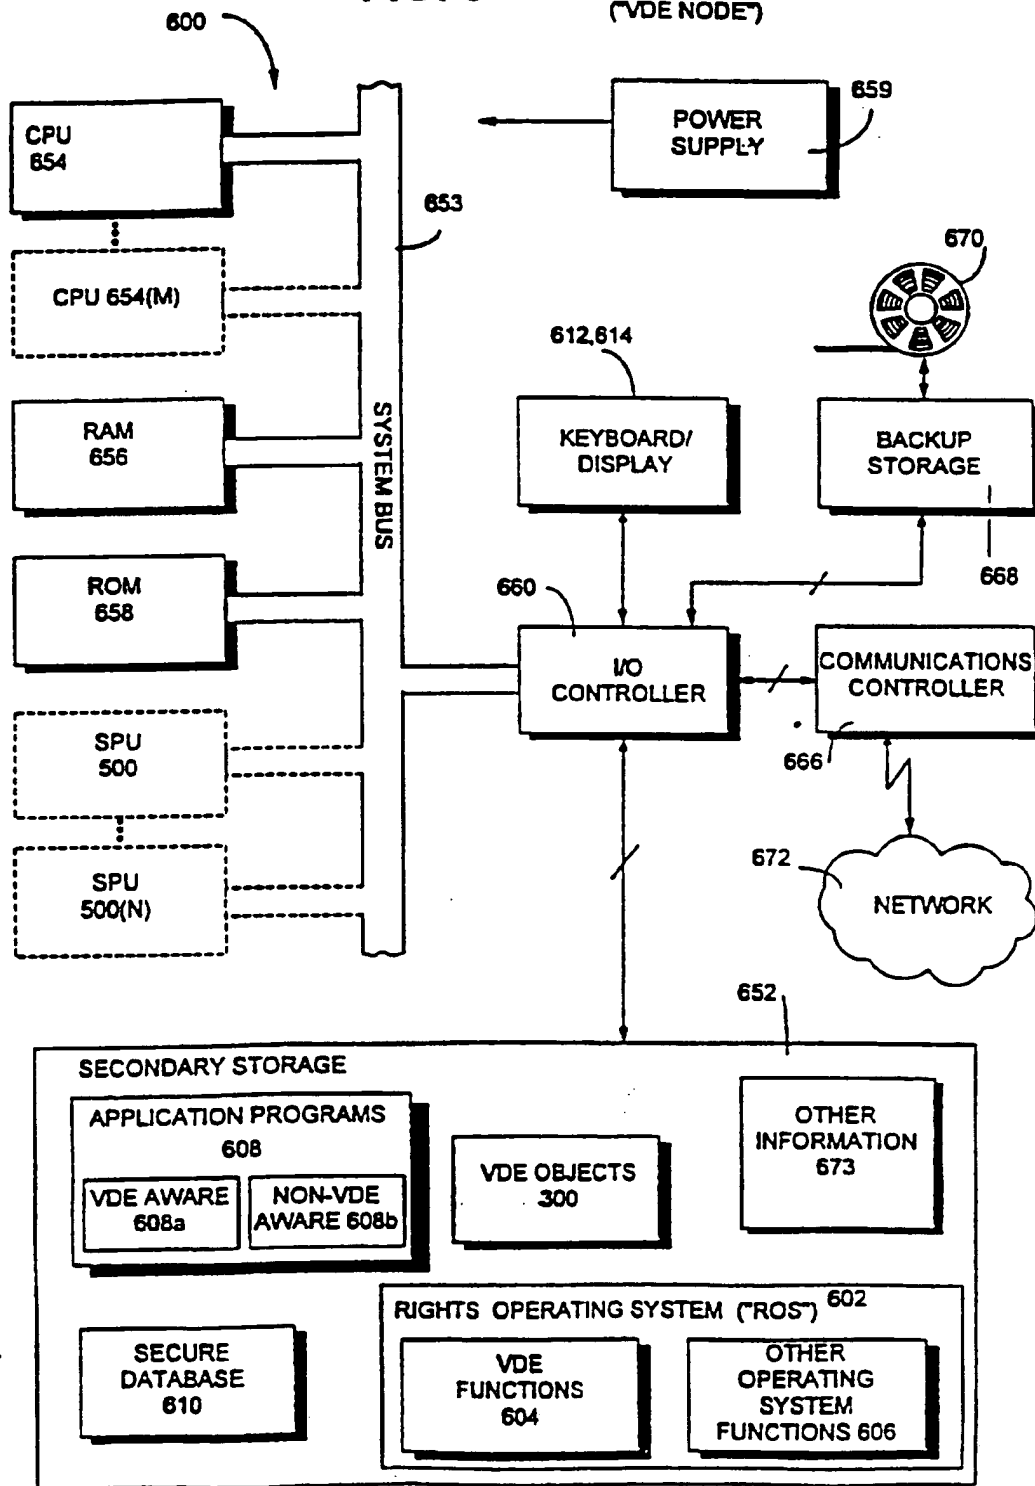 ("VDE NODE")
600
CPU
654
CPU 654(M)
RAM
656
ROM
658
SPU
500
SPU
500(N)
SYSTEM BUS
653
POWER
SUPPLY
659
670
612,614
KEYBOARD/
DISPLAY
BACKUP
STORAGE
668
660
I/O
CONTROLLER
COMMUNICATIONS
CONTROLLER
666
672
NETWORK
652
SECONDARY STORAGE
APPLICATION PROGRAMS
608
VDE AWARE
608a
NON-VDE
AWARE 608b
VDE OBJECTS
300
OTHER
INFORMATION
673
SECURE
DATABASE
610
RIGHTS OPERATING SYSTEM ("ROS") 602
VDE
FUNCTIONS
604
OTHER
OPERATING
SYSTEM
FUNCTIONS 606